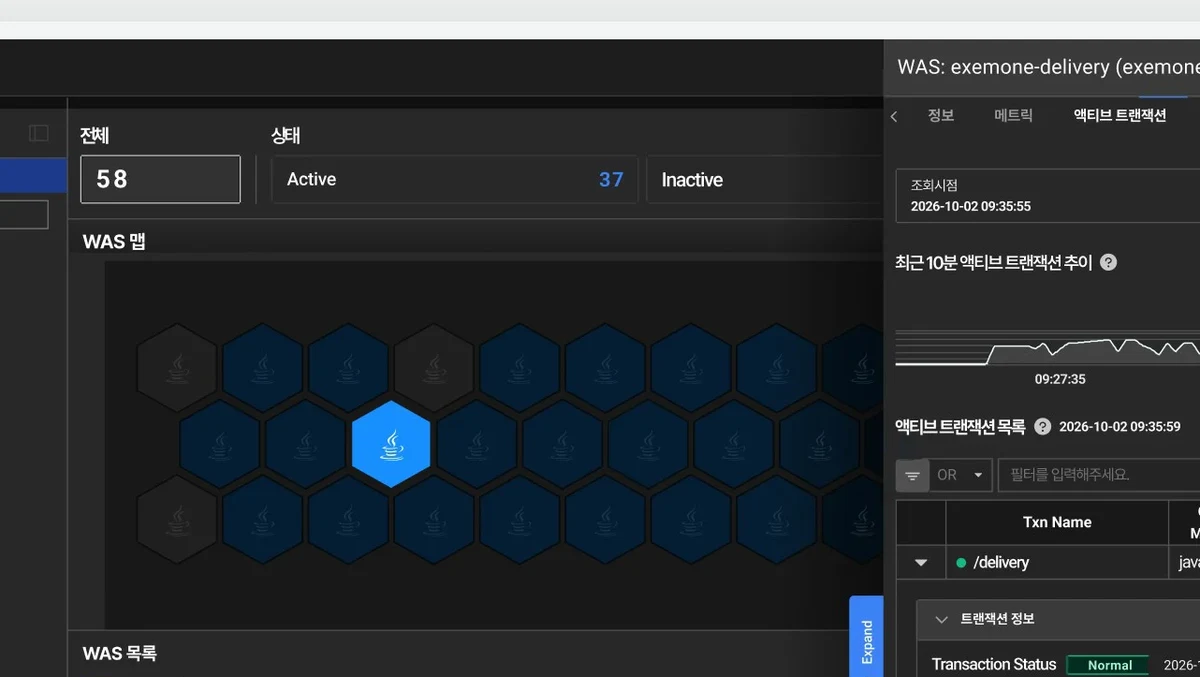 전체
58
상태
Active 37
Inactive
WAS 맵
WAS 목록
Expand
WAS: exemone-delivery (exemone
정보 메트릭 액티브 트랜잭션
조회시점
2026-10-02 09:35:55
최근 10분 액티브 트랜잭션 추이 ?
09:27:35
액티브 트랜잭션 목록 ? 2026-10-02 09:35:59
OR 필터를 입력해주세요.
Txn Name
/delivery java
트랜잭션 정보
Transaction Status Normal 2026-